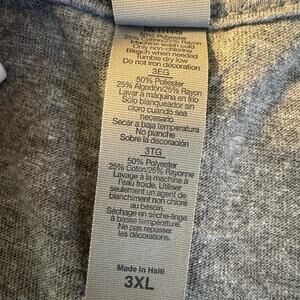 50% Polyester
25% Cotton/25% Rayon
Machine wash cold
Only non-chlorine
Bleach when needed
Tumble dry low
Do not iron decoration
3EG
50% Poliéster
25% Algodón/25% Rayon
Lavar à máquina en frío
Solo blanqueador sin
cloro cuando sea
necesario
Secar á baja temperatura
No planche
Sobre la decoración
3TG
50% Polyester
25% Coton/25% Rayonne
Lavage à la machine à
l'eau froide. Utiliser
seulement un agent de
blanchiment non chloré
au besoin.
Séchage en sèche-linge
à basse température.
Ne pas repasser
les décorations.
Made in Haiti
3XL